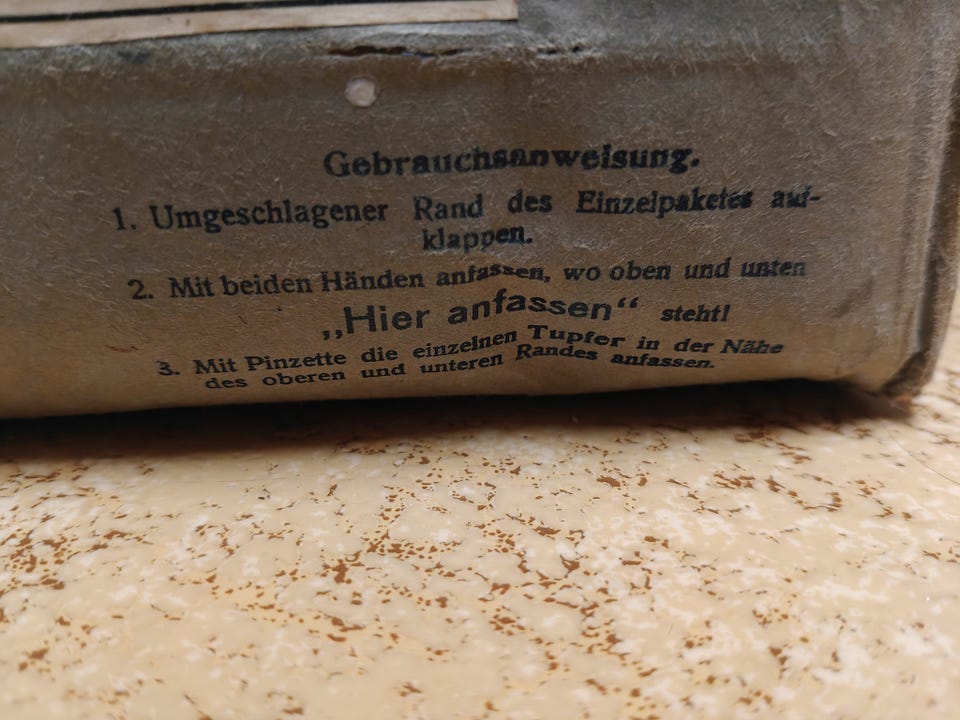 Gebrauchsanweisung.
1. Umgeschlagener Rand des Einzelpaketes auf-
klappen.
2. Mit beiden Händen anfassen, wo oben und unten
„Hier anfassen“ steht!
3. Mit Pinzette die einzelnen Tupfer in der Nähe
des oberen und unteren Randes anfassen.